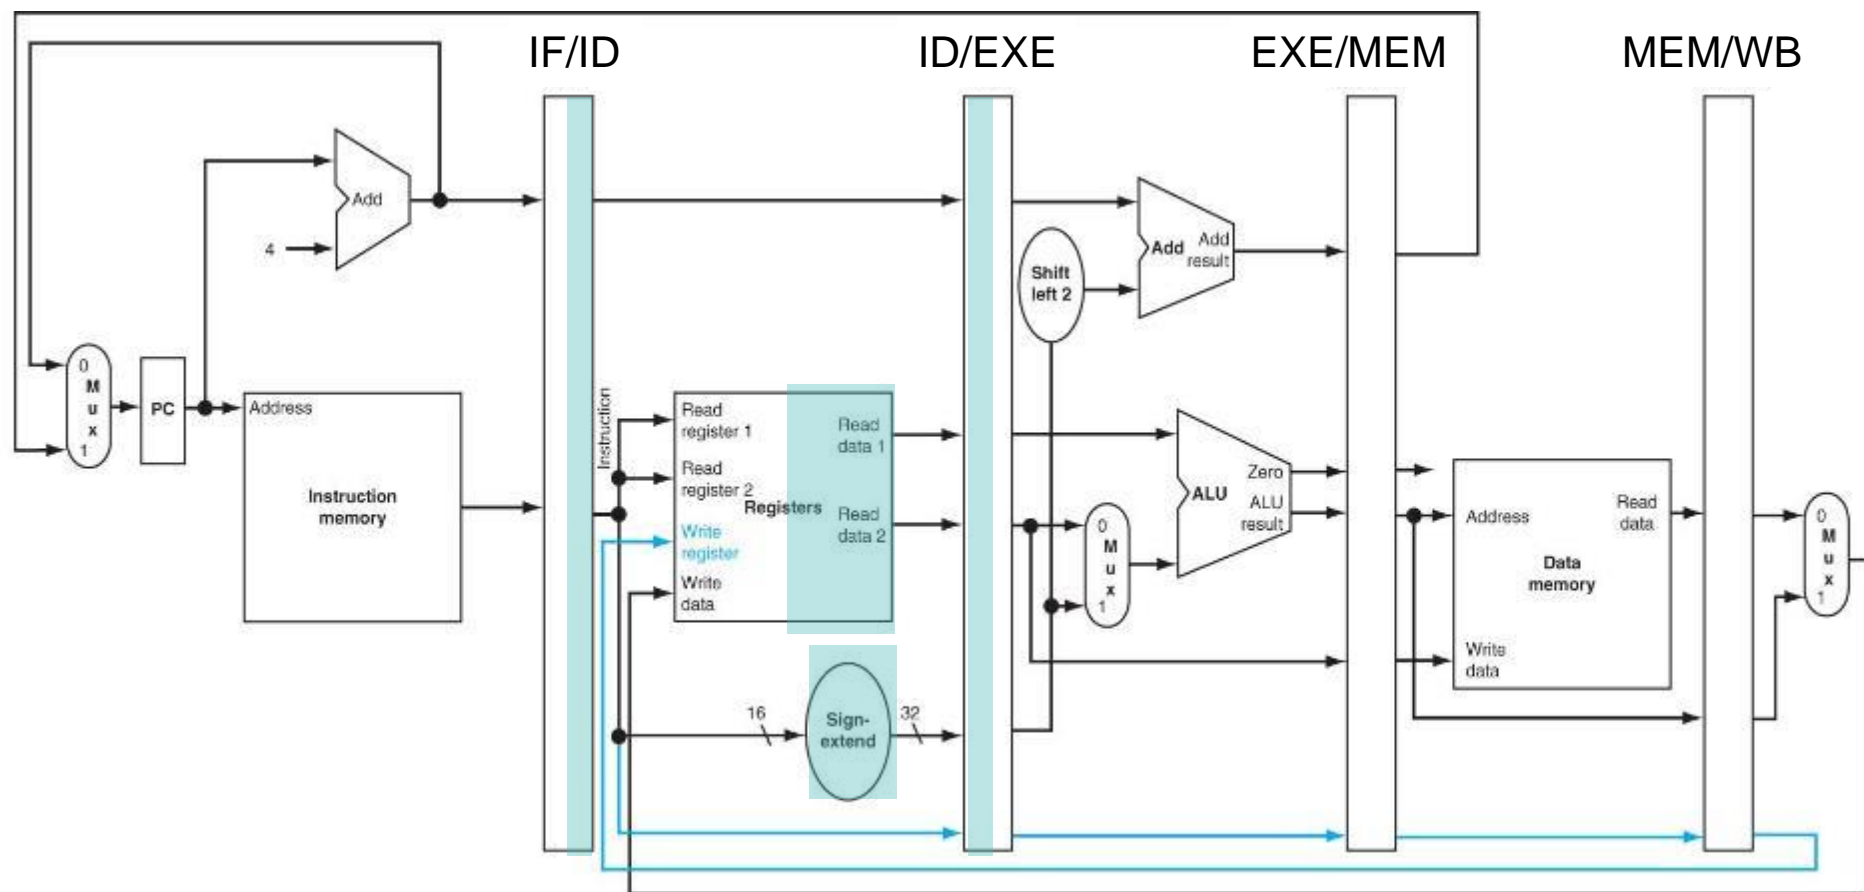 IF/ID
ID/EXE
EXE/MEM
MEM/WB
Add
4
Add
Add
result
Shift
left 2
0
M
u
x
1
PC
Address
Instruction
memory
Instruction
Read
register 1
Read
register 2
Registers
Write
register
Write
data
Read
data 1
Read
data 2
16
Sign-
extend
32
0
M
u
x
1
ALU
Zero
ALU
result
Address
Read
data
Data
memory
Write
data
0
M
u
x
1